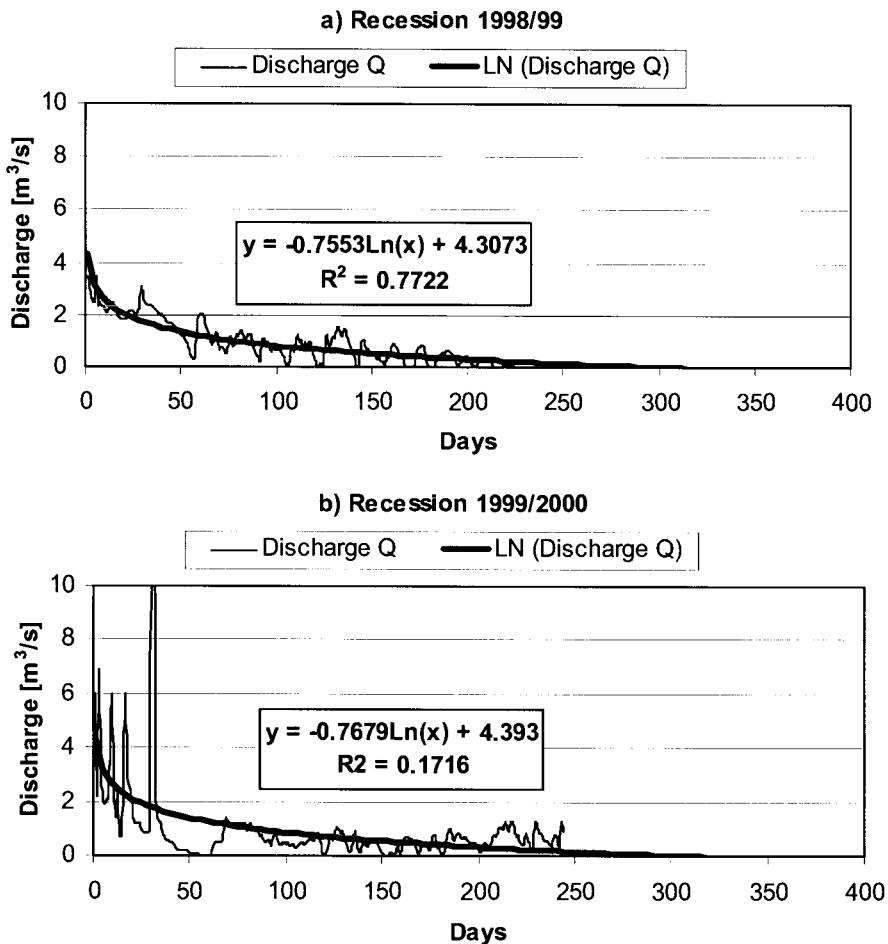 a) Recession 1998/99
Discharge Q LN (Discharge Q)
Discharge [m³/s]
10
8
6
4
2
0
y = -0.7553Ln(x) + 4.3073
R² = 0.7722
0 50 100 150 200 250 300 350 400
Days
b) Recession 1999/2000
Discharge Q LN (Discharge Q)
Discharge [m³/s]
10
8
6
4
2
0
y = -0.7679Ln(x) + 4.393
R2 = 0.1716
0 50 100 150 200 250 300 350 400
Days